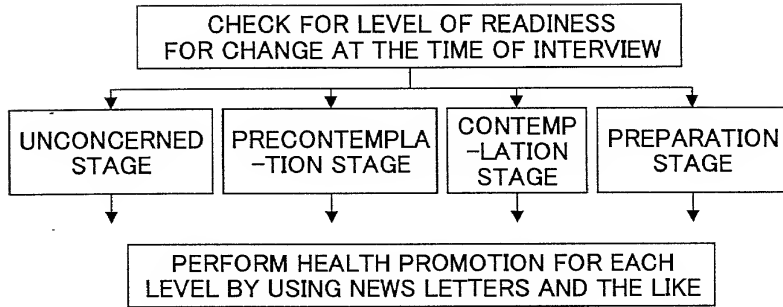 CHECK FOR LEVEL OF READINESS
FOR CHANGE AT THE TIME OF INTERVIEW
UNCONCERNED
STAGE
PRECONTEMPLA
-TION STAGE
CONTEMP
-LATION
STAGE
PREPARATION
STAGE
PERFORM HEALTH PROMOTION FOR EACH
LEVEL BY USING NEWS LETTERS AND THE LIKE